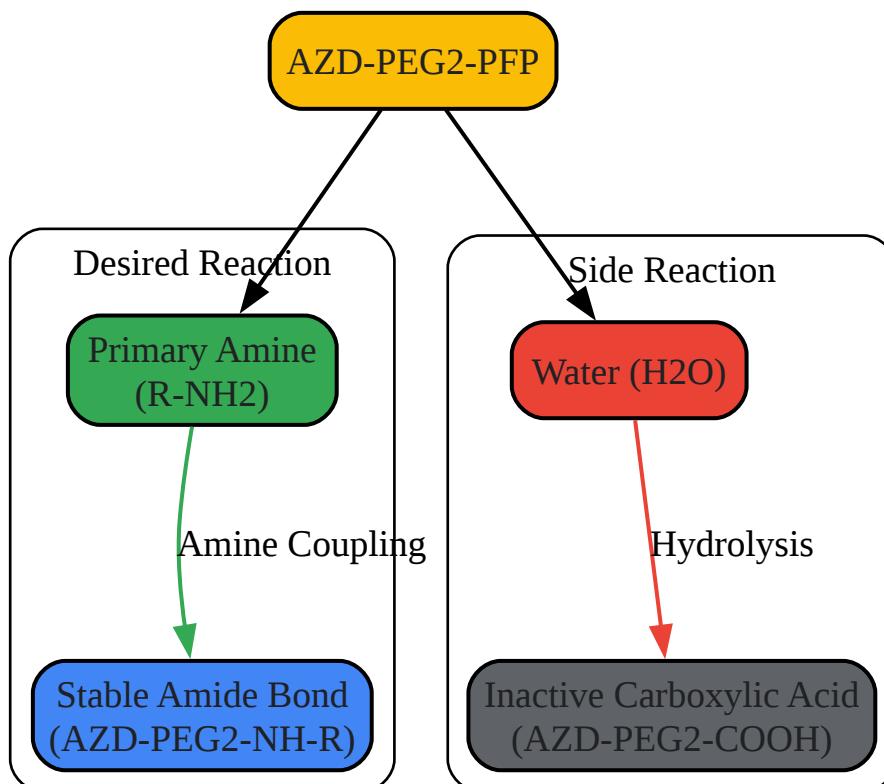 AZD-PEG2-PFP
Desired Reaction
Side Reaction
Primary Amine
(R-NH2)
Water (H2O)
Amine Coupling
Hydrolysis
Stable Amide Bond
(AZD-PEG2-NH-R)
Inactive Carboxylic Acid
(AZD-PEG2-COOH)